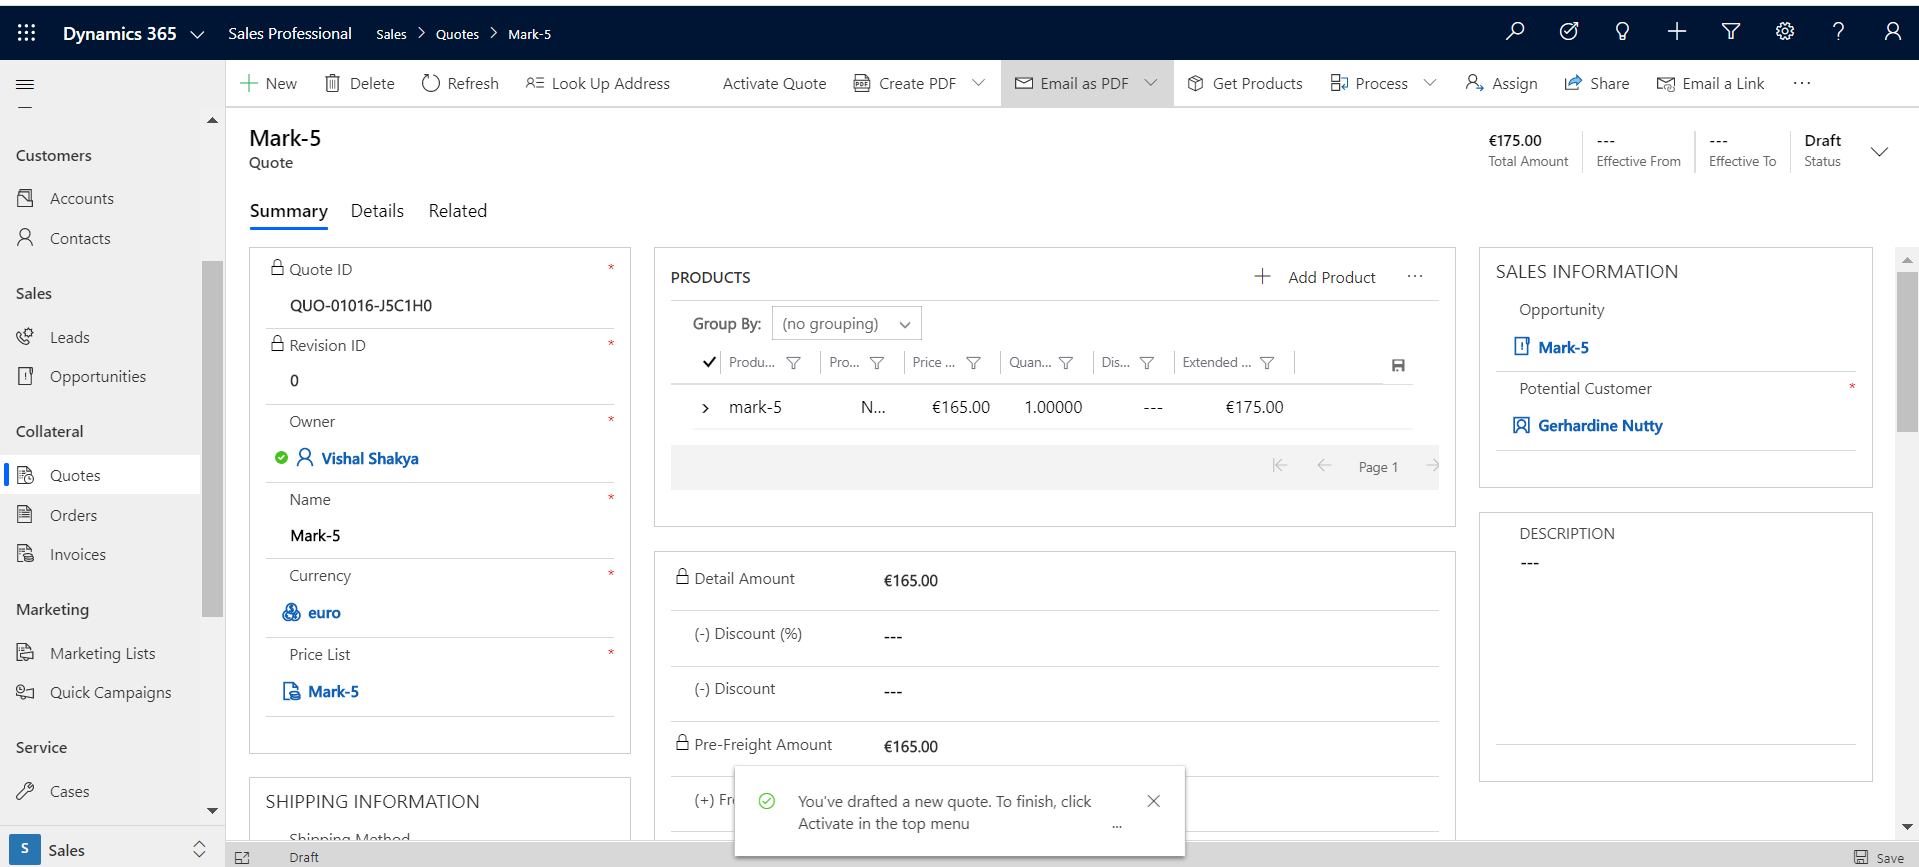 Dynamics 365 Sales Professional Sales > Quotes > Mark-5
New Delete Refresh Look Up Address Activate Quote Create PDF Email as PDF Get Products Process Assign Share Email a Link ...
Customers
Accounts
Contacts
Sales
Leads
Opportunities
Collateral
Quotes
Orders
Invoices
Marketing
Marketing Lists
Quick Campaigns
Service
Cases
S Sales
Mark-5
Quote
€175.00
Total Amount
---
Effective From
---
Effective To
Draft
Status
Summary Details Related
Quote ID *
QUO-01016-J5C1H0
Revision ID *
0
Owner *
Vishal Shakya
Name *
Mark-5
Currency *
euro
Price List *
Mark-5
SHIPPING INFORMATION
Shipping Method
PRODUCTS + Add Product ...
Group By: (no grouping)
Produ... Pro... Price ... Quan... Dis... Extended ...
mark-5 N... €165.00 1.00000 --- €175.00
Page 1
Detail Amount €165.00
(-) Discount (%) ---
(-) Discount ---
Pre-Freight Amount €165.00
(+) Fre
You've drafted a new quote. To finish, click
Activate in the top menu ...
SALES INFORMATION
Opportunity
Mark-5
Potential Customer *
Gerhardine Nutty
DESCRIPTION
---
Draft
Save